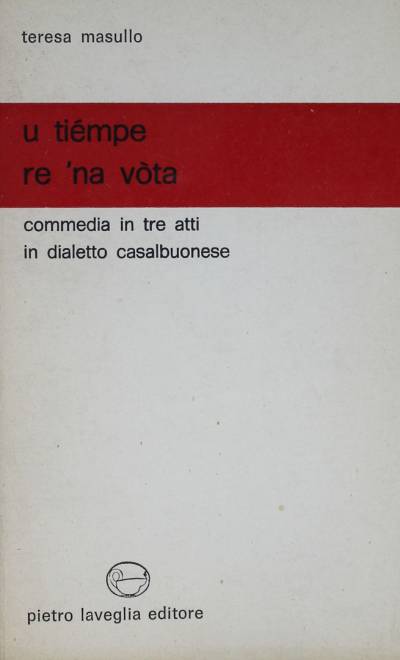 teresa masullo
u tiémpe
re 'na vòta
commedia in tre atti
in dialetto casalbuonese
pietro laveglia editore